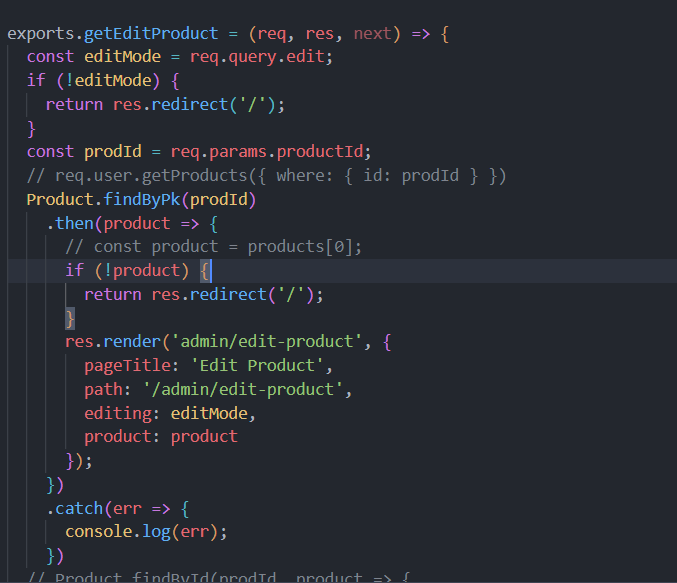 exports.getEditProduct = (req, res, next) => {
  const editMode = req.query.edit;
  if (!editMode) {
    return res.redirect('/');
  }
  const prodId = req.params.productId;
  // req.user.getProducts({ where: { id: prodId } })
  Product.findByPk(prodId)
    .then(product => {
      // const product = products[0];
      if (!product) {
        return res.redirect('/');
      }
      res.render('admin/edit-product', {
        pageTitle: 'Edit Product',
        path: '/admin/edit-product',
        editing: editMode,
        product: product
      });
    })
    .catch(err => {
      console.log(err);
    })
  // Product.findById(prodId, product => {